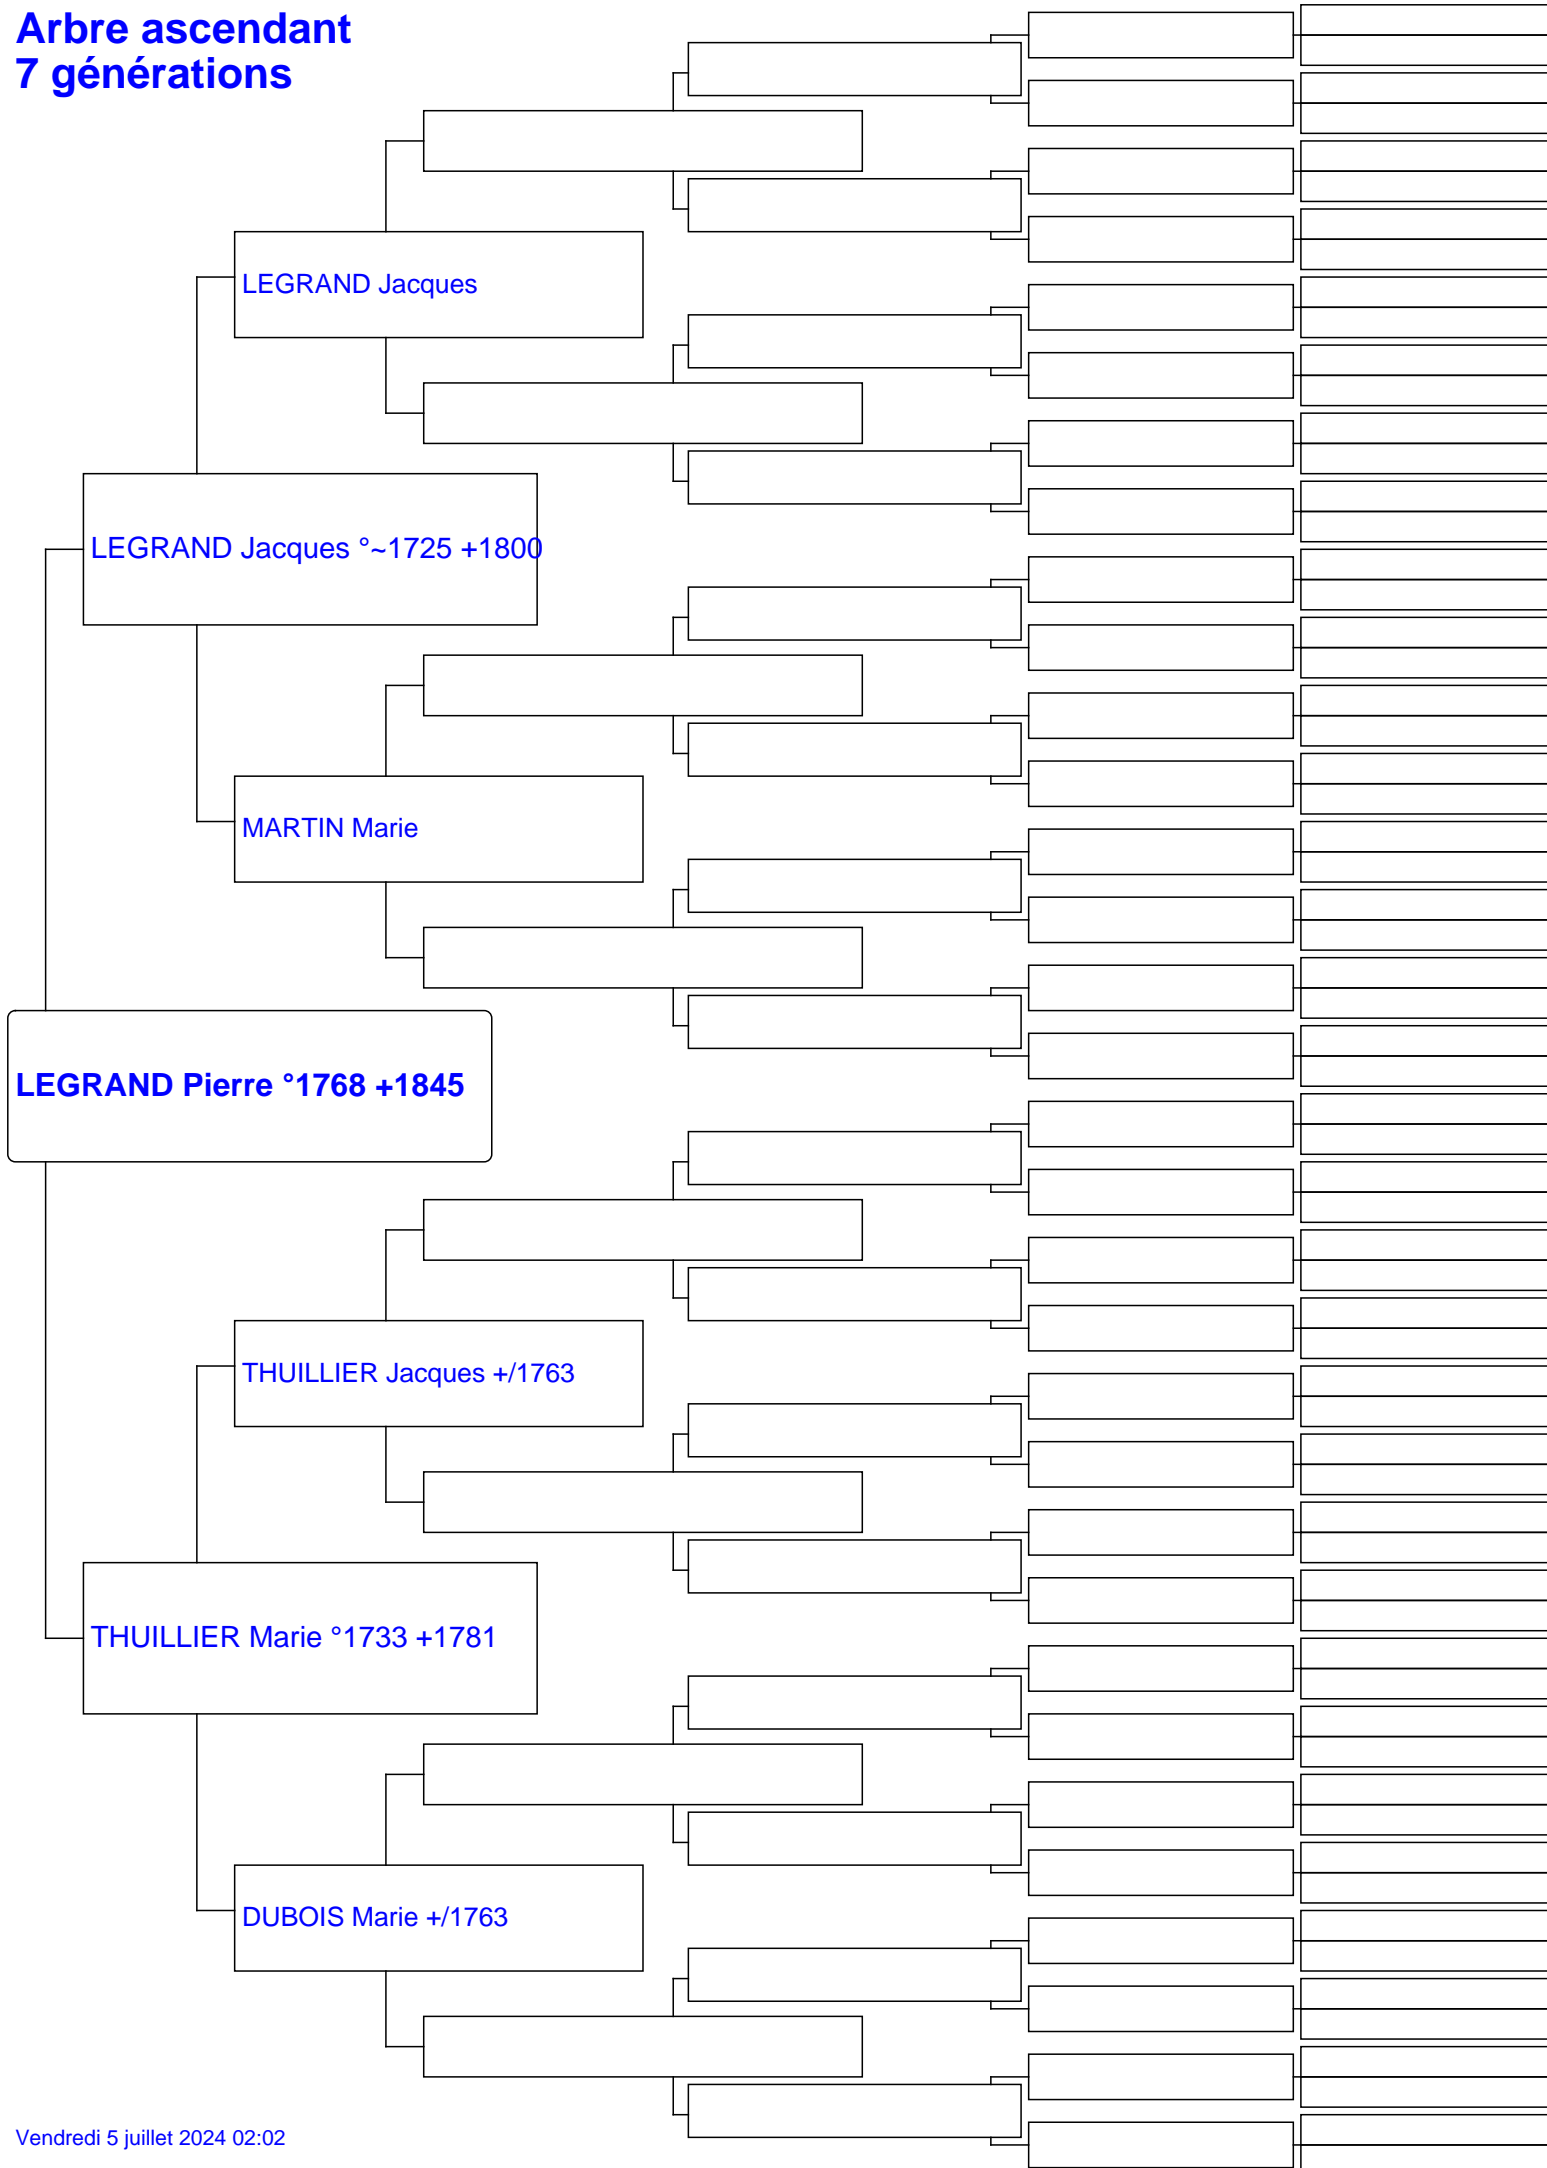 Arbre ascendant
7 générations
LEGRAND Jacques
LEGRAND Jacques °~1725 +1800
MARTIN Marie
LEGRAND Pierre °1768 +1845
THUILLIER Jacques +/1763
THUILLIER Marie °1733 +1781
DUBOIS Marie +/1763
Vendredi 5 juillet 2024 02:02